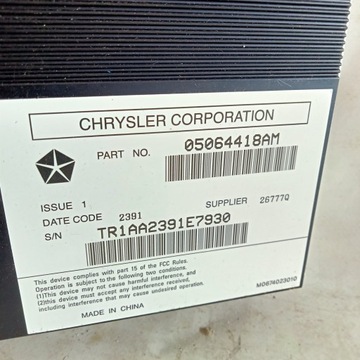 CHRYSLER CORPORATION
PART NO. 05064418AM
ISSUE 1
DATE CODE 2391 SUPPLIER 26777Q
S/N TR1AA2391E7930
This device complies with part 15 of the FCC Rules.
Operation is subject to the following two conditions.
(1)This device may not cause harmful interference, and
(2)this device must accept any interference received,
including interference that may cause undesired operation.
M0874023010
MADE IN CHINA